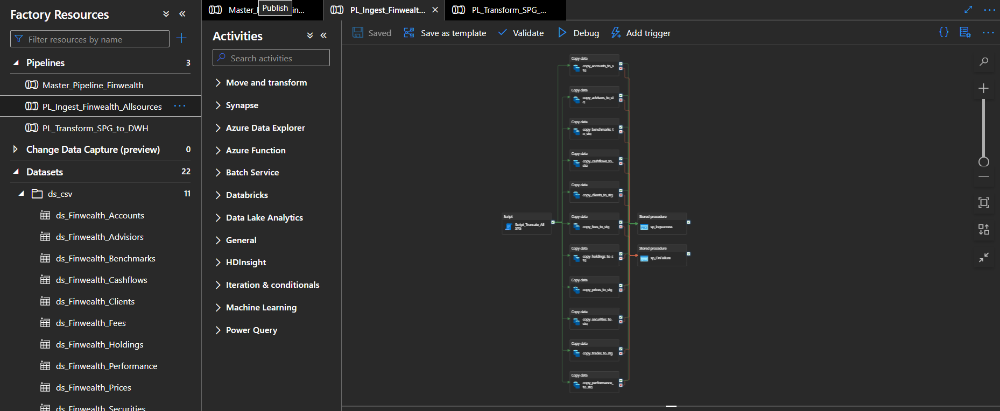 Factory Resources
Filter resources by name
Pipelines 3
Master_Pipeline_Finwealth
PL_Ingest_Finwealth_Allsources
PL_Transform_SPG_to_DWH
Change Data Capture (preview) 0
Datasets 22
ds_csv 11
ds_Finwealth_Accounts
ds_Finwealth_Advisiors
ds_Finwealth_Benchmarks
ds_Finwealth_Cashflows
ds_Finwealth_Clients
ds_Finwealth_Fees
ds_Finwealth_Holdings
ds_Finwealth_Performance
ds_Finwealth_Prices
ds_Finwealth_Securities
Publish
PL_Ingest_Finwealt...
PL_Transform_SPG_...
Activities
Search activities
Move and transform
Synapse
Azure Data Explorer
Azure Function
Batch Service
Databricks
Data Lake Analytics
General
HDInsight
Iteration & conditionals
Machine Learning
Power Query
Saved
Save as template
Validate
Debug
Add trigger
Script
Script_Truncate_All
STG
Copy data
copy_accounts_to_s
tg
Copy data
copy_advisors_to_st
g
Copy data
copy_benchmarks_t
o_stg
Copy data
copy_cashflows_to_
stg
Copy data
copy_clients_to_stg
Copy data
copy_fees_to_stg
Copy data
copy_holdings_to_s
tg
Copy data
copy_prices_to_stg
Copy data
copy_securities_to_
stg
Copy data
copy_trades_to_stg
Copy data
copy_performance_
to_stg
Stored procedure
sp_logsuccess
Stored procedure
sp_OnFailure